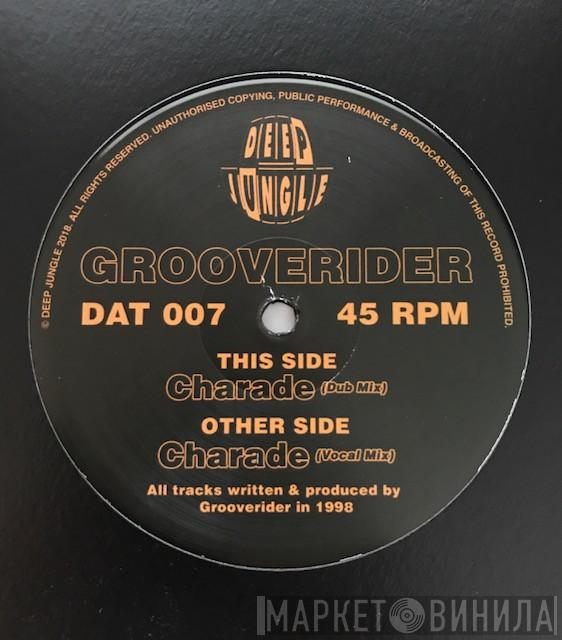 © DEEP JUNGLE 2018. ALL RIGHTS RESERVED. UNAUTHORISED COPYING, PUBLIC PERFORMANCE & BROADCASTING OF THIS RECORD PROHIBITED.
DEEP
JUNGLE
GROOVERIDER
DAT 007 45 RPM
THIS SIDE
Charade (Dub Mix)
OTHER SIDE
Charade (Vocal Mix)
All tracks written & produced by
Grooverider in 1998
МАРКЕТ ВИНИЛА